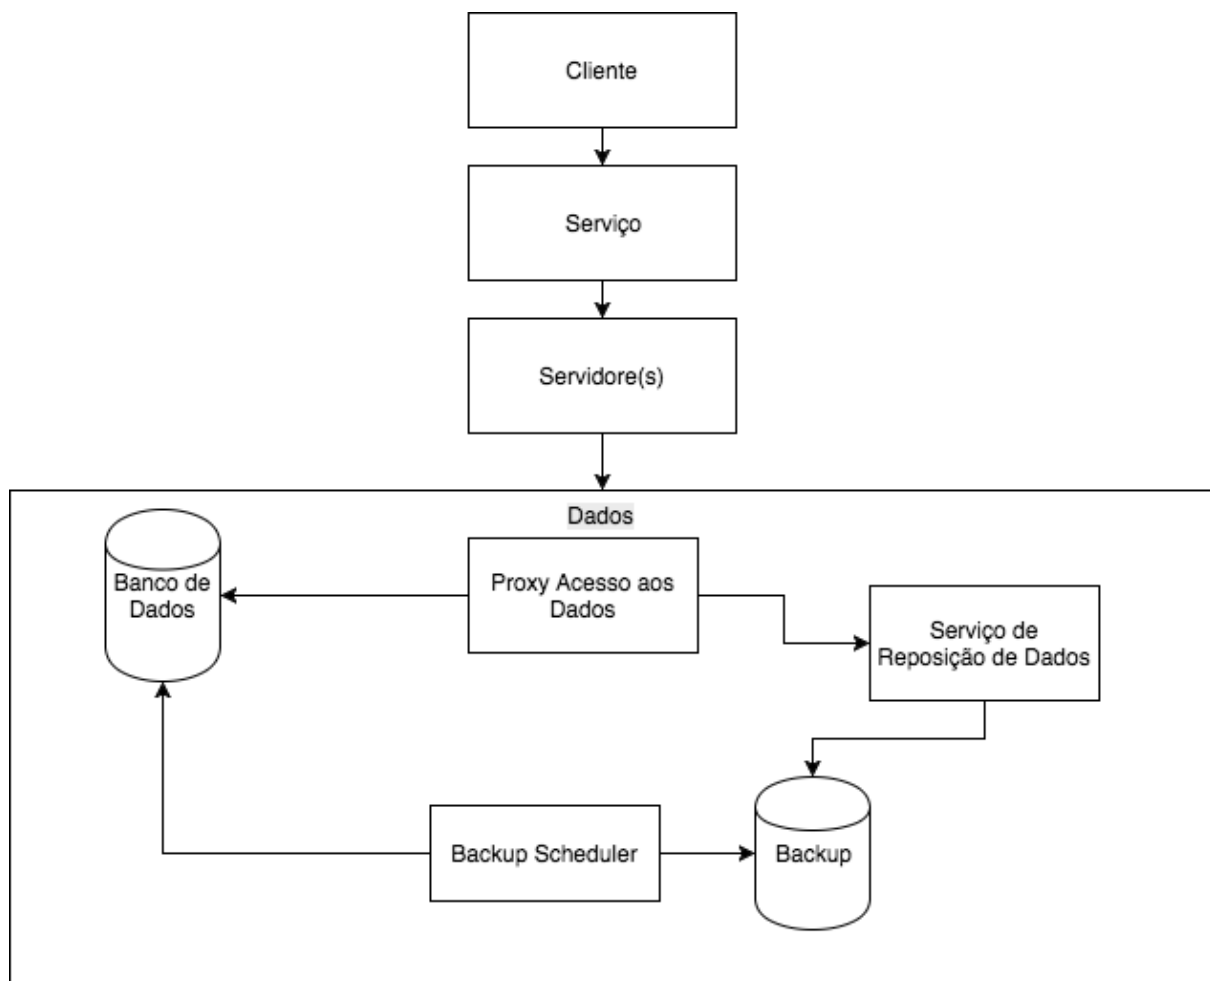 Cliente
Serviço
Servidore(s)
Dados
Banco de
Dados
Proxy Acesso aos
Dados
Serviço de
Reposição de Dados
Backup Scheduler
Backup